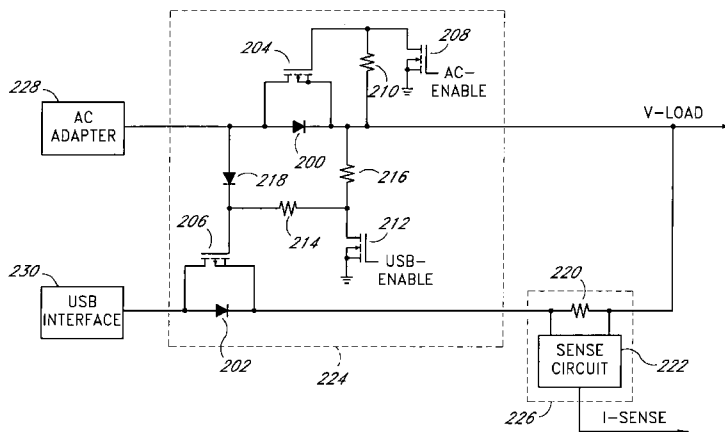 204
208
228
210
AC-
ENABLE
AC
ADAPTER
V-LOAD
200
218
216
206
214
212
USB-
ENABLE
230
220
USB
INTERFACE
202
224
SENSE
CIRCUIT
222
226
I-SENSE